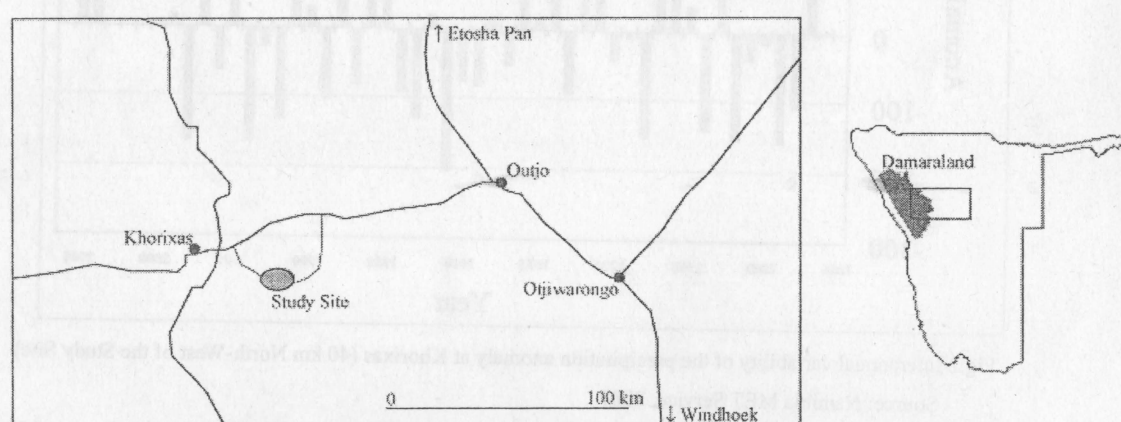 ↑ Etosha Pan
Damaraland
Outjo
Khorixas
Study Site
Otjiwarongo
0 100 km
↓ Windhoek